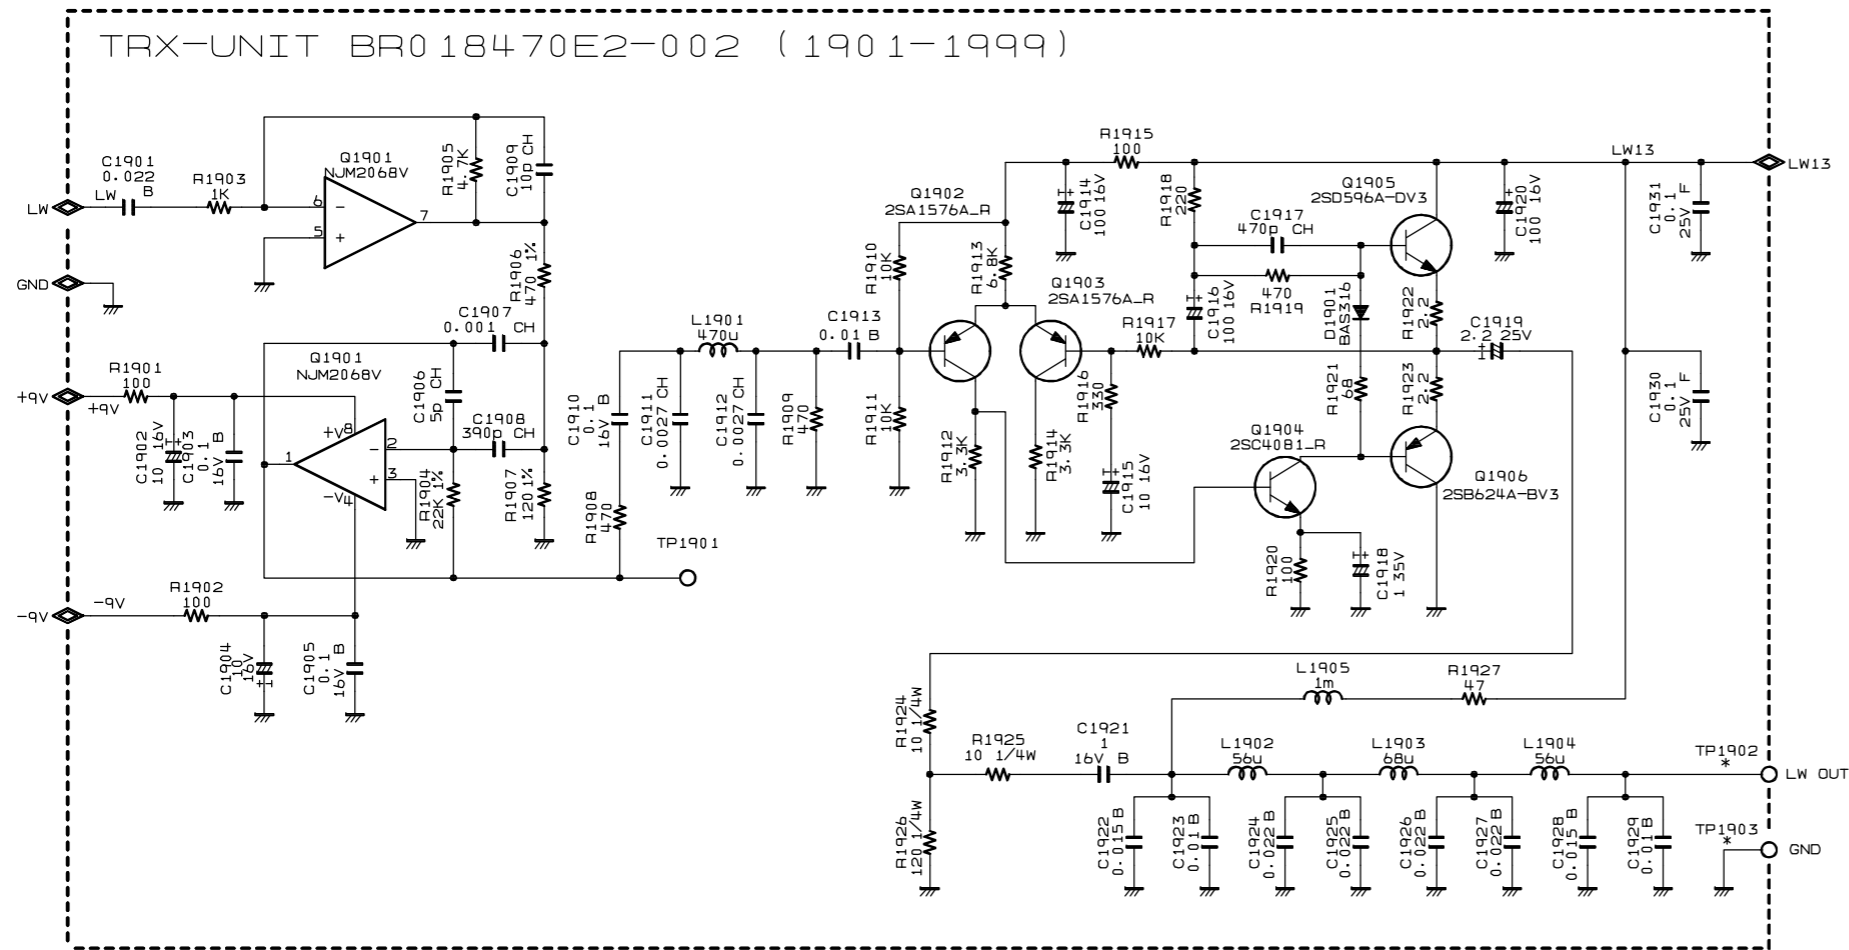 TRX-UNIT BR018470E2-002 (1901-1999)
LW
C1901
0.022
LW B
R1903
1K
Q1901
NJM2068V
6
5
7
-
+
R1905
4.7K
C1909
10p CH
GND
R1906
470 1%
C1907
0.001 CH
Q1901
NJM2068V
+9V
R1901
100
+9V
C1902
10 16V
C1903
0.1
16V B
+V 8
-V 4
1
2
3
-
+
C1906
5p CH
C1908
390p CH
R1904
22K 1%
R1907
120 1%
-9V
-9V
R1902
100
C1904
10
16V
C1905
0.1
16V B
C1910
0.1
16V B
R1908
470
TP1901
L1901
470u
C1911
0.0027 CH
C1912
0.0027 CH
R1909
470
C1913
0.01 B
R1910
10K
R1911
10K
Q1902
2SA1576A_R
R1913
6.8K
R1912
3.3K
R1914
3.3K
Q1903
2SA1576A_R
C1914
100 16V
R1915
100
R1916
330
C1915
10 16V
R1917
10K
R1918
220
C1916
100 16V
C1917
470p CH
470
R1919
D1901
BAS316
R1921
68
Q1904
2SC4081_R
R1920
100
C1918
1 35V
Q1905
2SD596A-DV3
R1922
2.2
R1923
2.2
Q1906
2SB624A-BV3
C1919
2.2 25V
C1920
100 16V
LW13
LW13
C1931
0.1
25V F
C1930
0.1
25V F
R1924
10 1/4W
R1925
10 1/4W
R1926
120 1/4W
C1921
1
16V B
L1905
1m
R1927
47
L1902
56u
L1903
68u
L1904
56u
C1922
0.015 B
C1923
0.01 B
C1924
0.022 B
C1925
0.022 B
C1926
0.022 B
C1927
0.022 B
C1928
0.015 B
C1929
0.01 B
TP1902
*
LW OUT
TP1903
*
GND